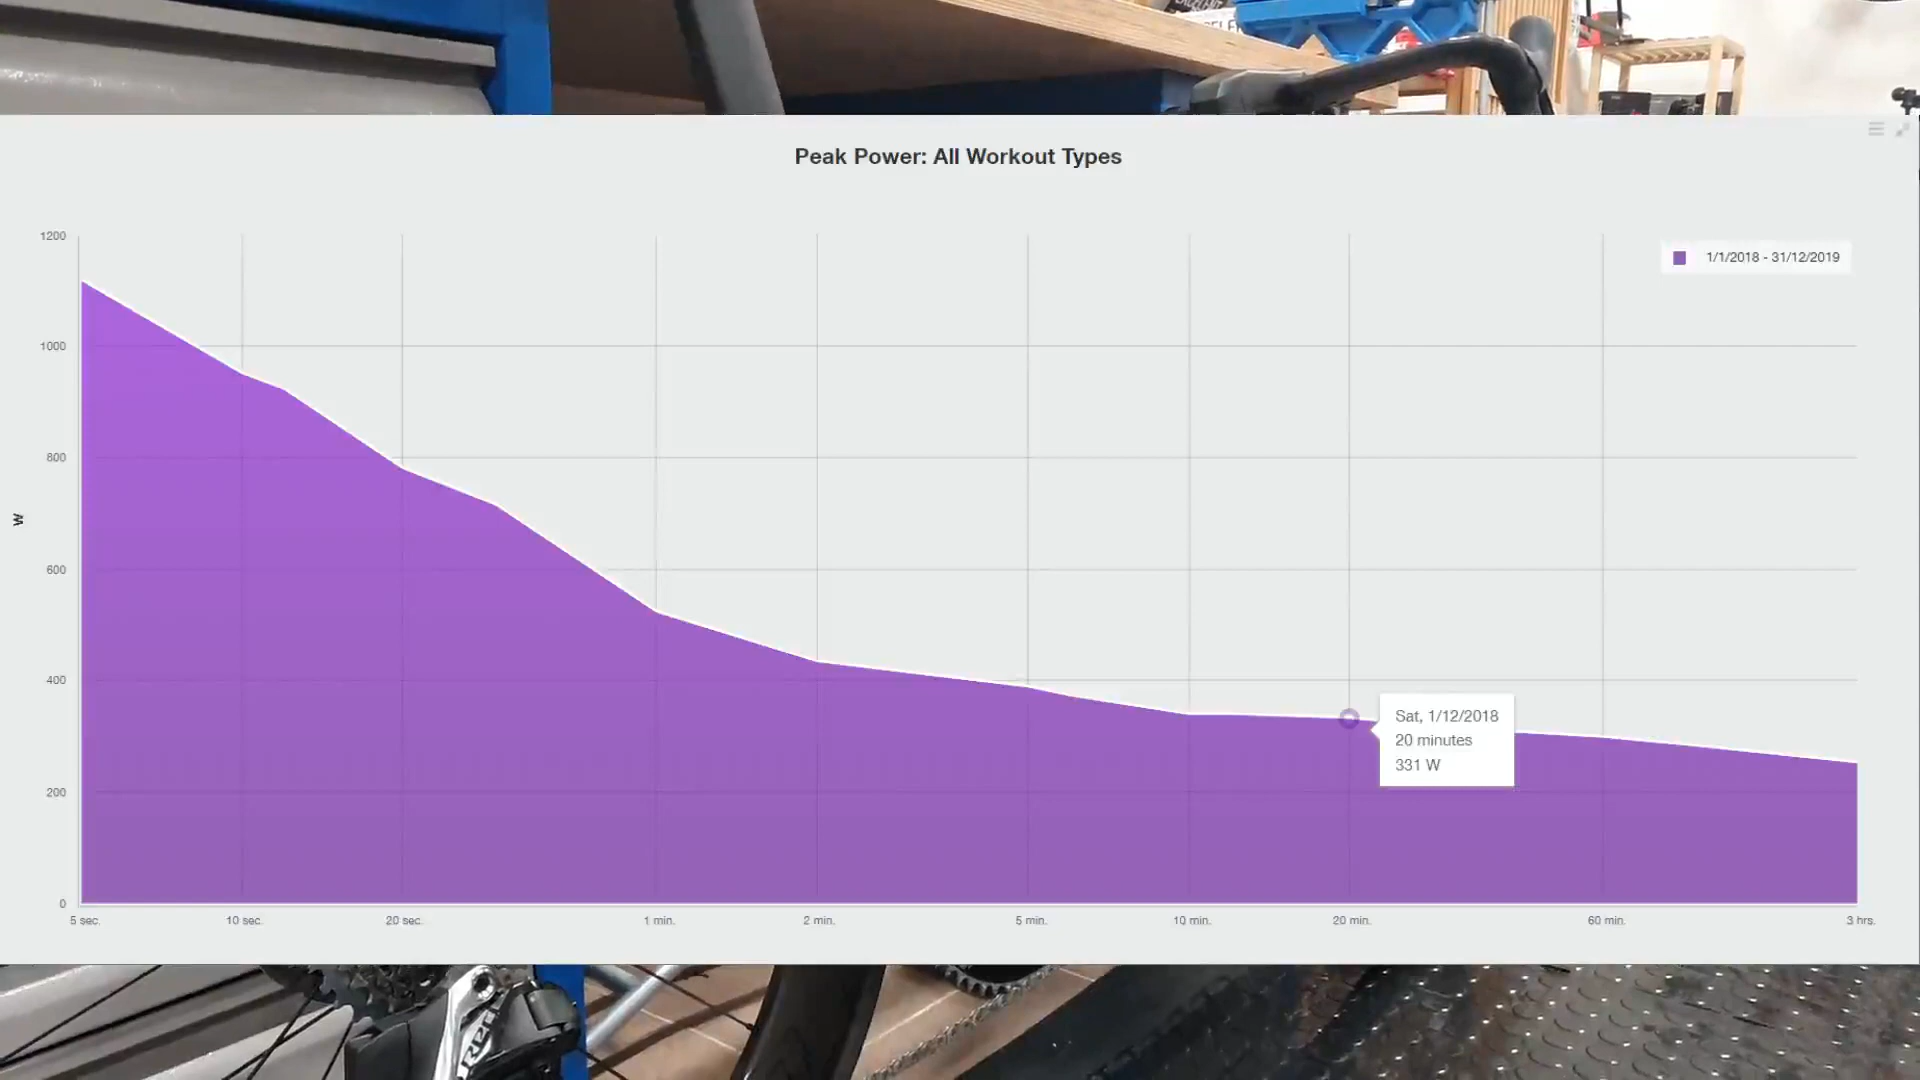 Peak Power: All Workout Types
1200
1/1/2018 - 31/12/2019
1000
800
W
600
400
Sat, 1/12/2018
20 minutes
331 W
200
0
5 sec.
10 sec.
20 sec.
1 min.
2 min.
5 min.
10 min.
20 min.
60 min.
3 hrs.